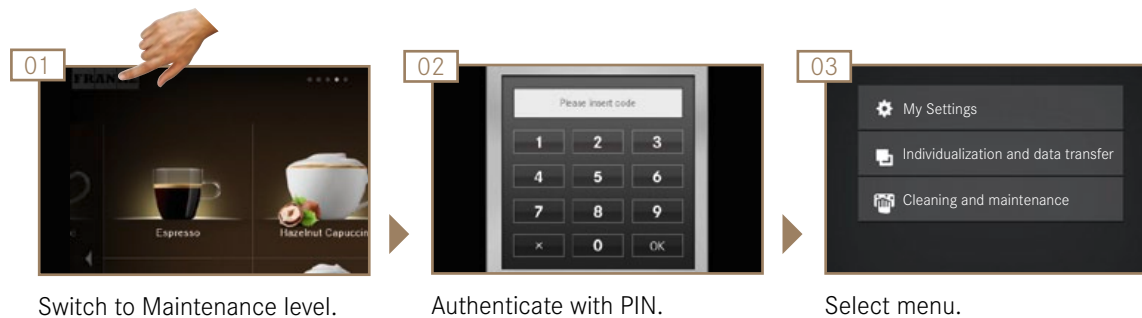 01
FRANKE
Espresso
Hazelnut Capuccin
Switch to Maintenance level.
02
Please insert code
1 2 3
4 5 6
7 8 9
× 0 OK
Authenticate with PIN.
03
My Settings
Individualization and data transfer
Cleaning and maintenance
Select menu.